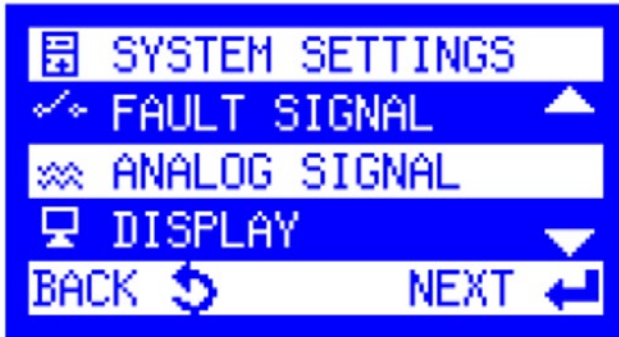 SYSTEM SETTINGS
FAULT SIGNAL
ANALOG SIGNAL
DISPLAY
BACK NEXT